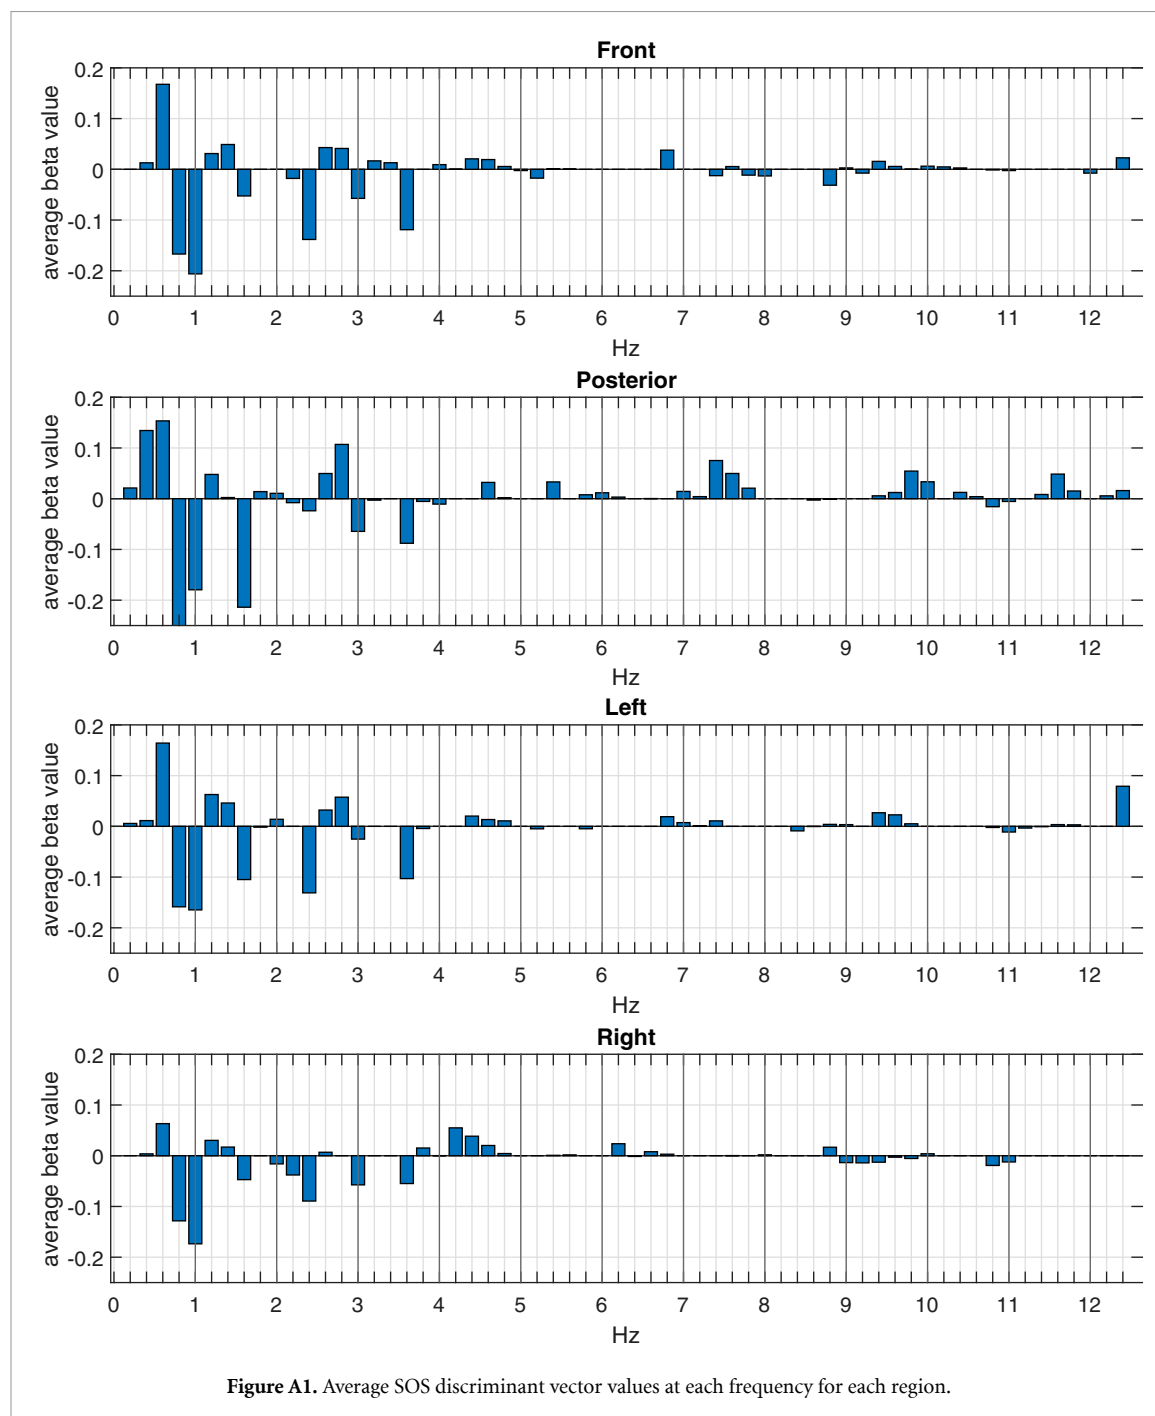 Front
0.2
0.1
0
-0.1
-0.2
average beta value
0 1 2 3 4 5 6 7 8 9 10 11 12
Hz
Posterior
0.2
0.1
0
-0.1
-0.2
average beta value
0 1 2 3 4 5 6 7 8 9 10 11 12
Hz
Left
0.2
0.1
0
-0.1
-0.2
average beta value
0 1 2 3 4 5 6 7 8 9 10 11 12
Hz
Right
0.2
0.1
0
-0.1
-0.2
average beta value
0 1 2 3 4 5 6 7 8 9 10 11 12
Hz
Figure A1. Average SOS discriminant vector values at each frequency for each region.